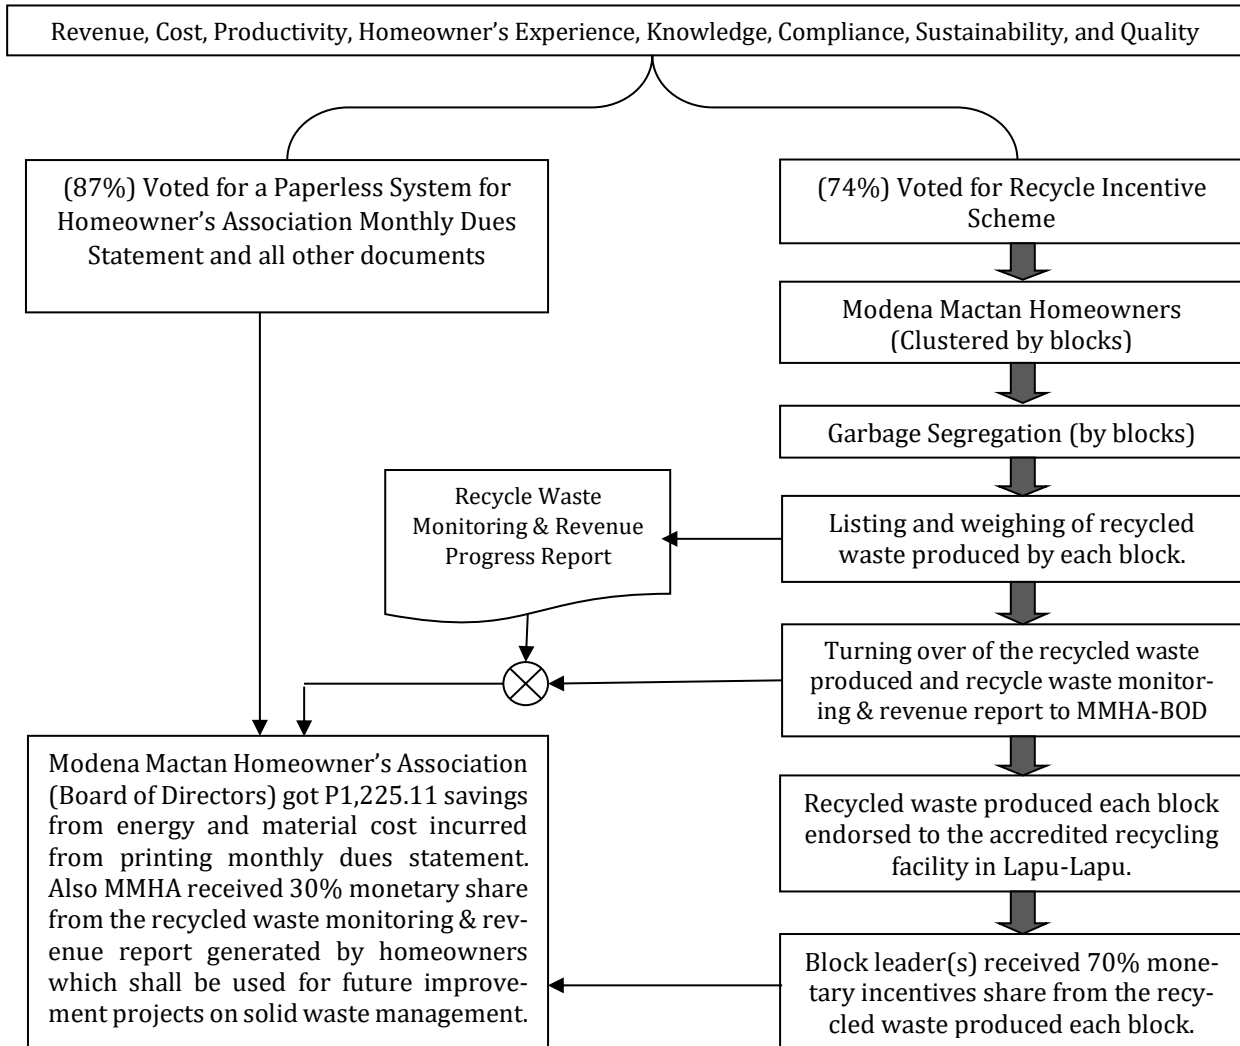 Revenue, Cost, Productivity, Homeowner’s Experience, Knowledge, Compliance, Sustainability, and Quality
(87%) Voted for a Paperless System for
Homeowner’s Association Monthly Dues
Statement and all other documents
(74%) Voted for Recycle Incentive
Scheme
Modena Mactan Homeowners
(Clustered by blocks)
Garbage Segregation (by blocks)
Recycle Waste
Monitoring & Revenue
Progress Report
Listing and weighing of recycled
waste produced by each block.
Turning over of the recycled waste
produced and recycle waste monitor-
ing & revenue report to MMHA-BOD
Modena Mactan Homeowner’s Association
(Board of Directors) got P1,225.11 savings
from energy and material cost incurred
from printing monthly dues statement.
Also MMHA received 30% monetary share
from the recycled waste monitoring & rev-
enue report generated by homeowners
which shall be used for future improve-
ment projects on solid waste management.
Recycled waste produced each block
endorsed to the accredited recycling
facility in Lapu-Lapu.
Block leader(s) received 70% mone-
tary incentives share from the recy-
cled waste produced each block.